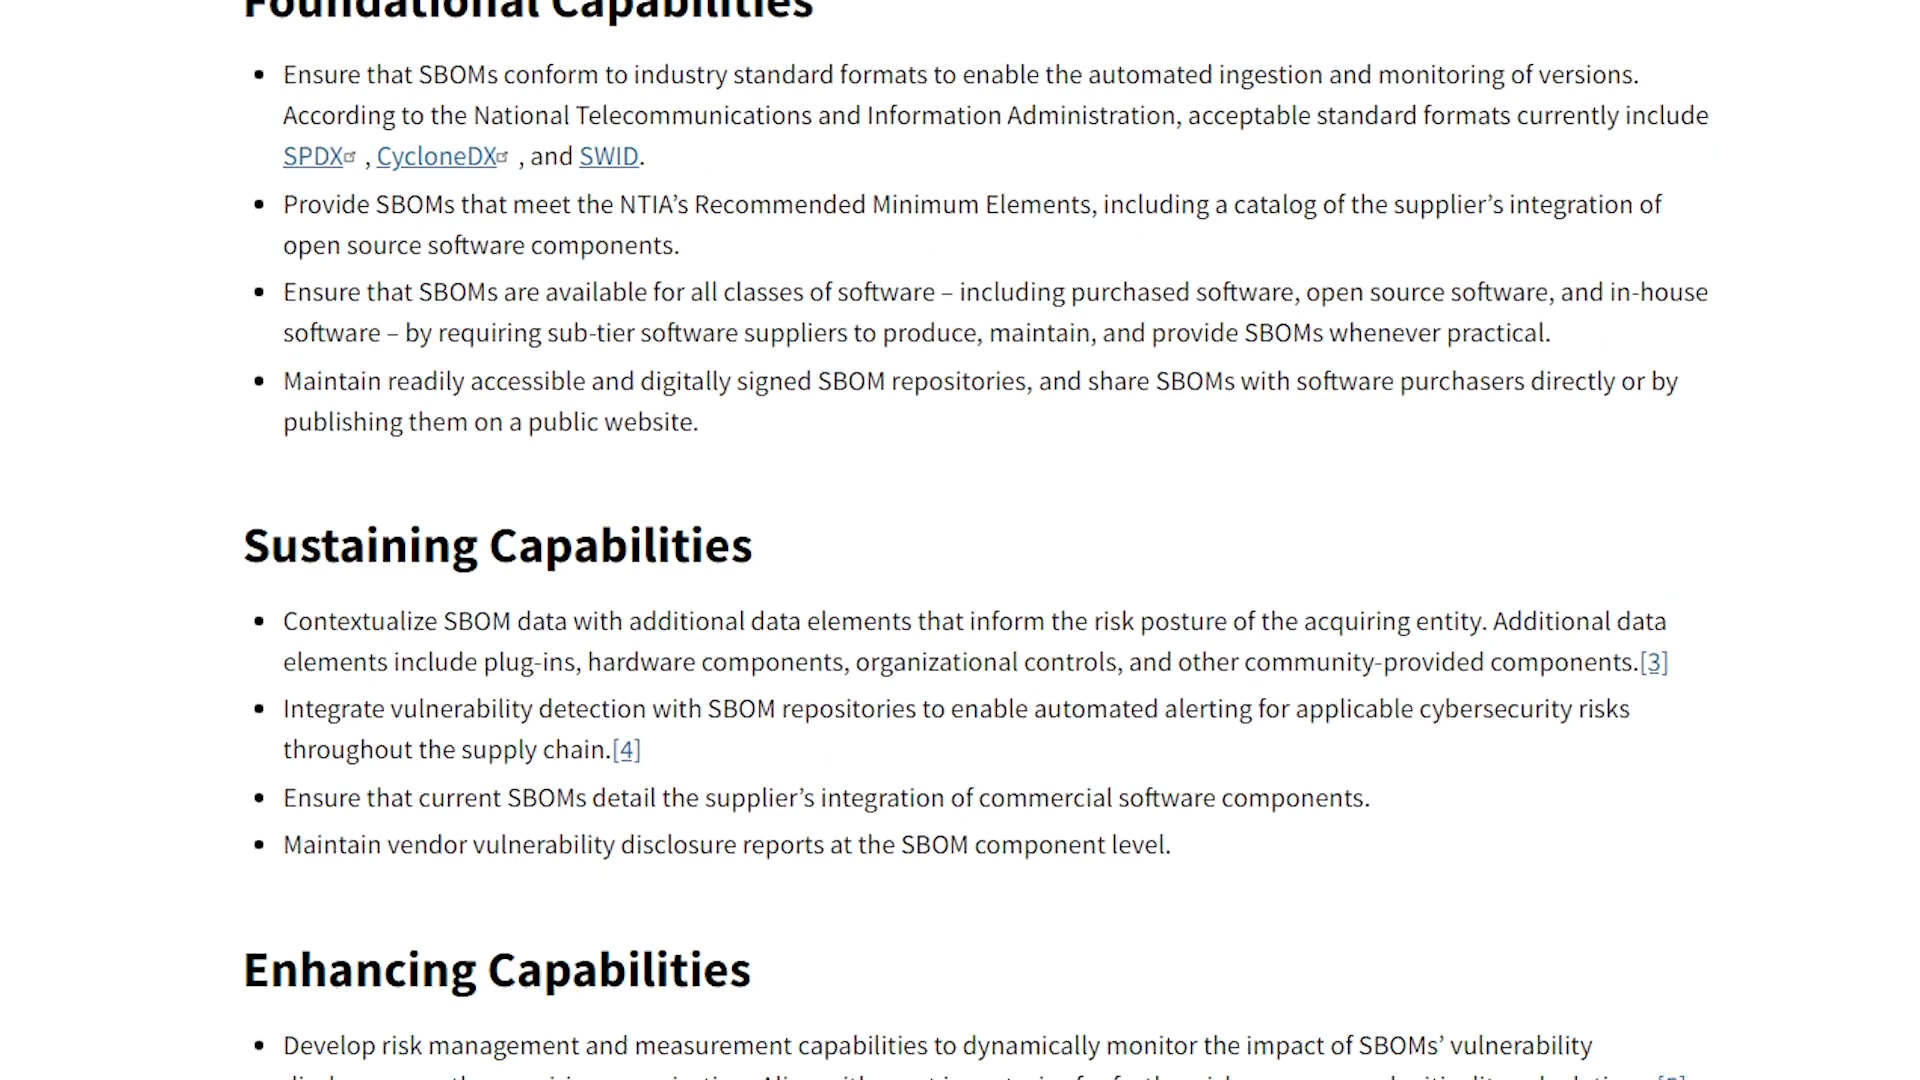 Foundational Capabilities
• Ensure that SBOMs conform to industry standard formats to enable the automated ingestion and monitoring of versions.
According to the National Telecommunications and Information Administration, acceptable standard formats currently include
SPDX , CycloneDX , and SWID.
• Provide SBOMs that meet the NTIA’s Recommended Minimum Elements, including a catalog of the supplier’s integration of
open source software components.
• Ensure that SBOMs are available for all classes of software – including purchased software, open source software, and in-house
software – by requiring sub-tier software suppliers to produce, maintain, and provide SBOMs whenever practical.
• Maintain readily accessible and digitally signed SBOM repositories, and share SBOMs with software purchasers directly or by
publishing them on a public website.
Sustaining Capabilities
• Contextualize SBOM data with additional data elements that inform the risk posture of the acquiring entity. Additional data
elements include plug-ins, hardware components, organizational controls, and other community-provided components.[3]
• Integrate vulnerability detection with SBOM repositories to enable automated alerting for applicable cybersecurity risks
throughout the supply chain.[4]
• Ensure that current SBOMs detail the supplier’s integration of commercial software components.
• Maintain vendor vulnerability disclosure reports at the SBOM component level.
Enhancing Capabilities
• Develop risk management and measurement capabilities to dynamically monitor the impact of SBOMs’ vulnerability